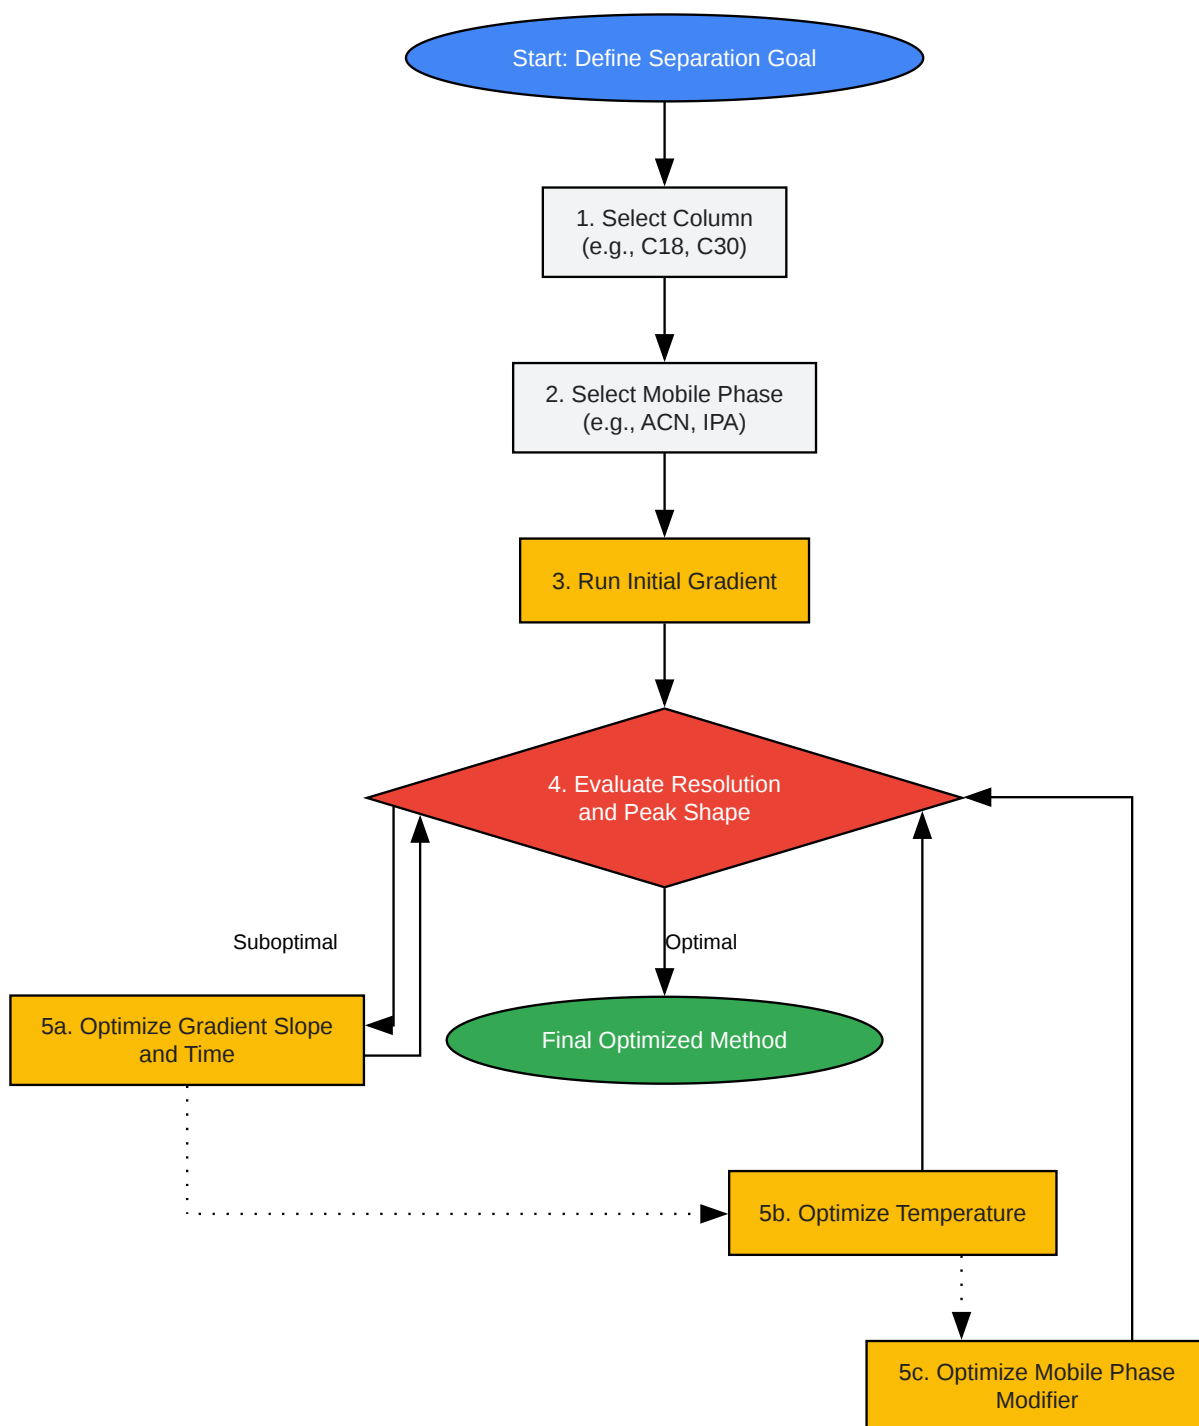 Start: Define Separation Goal
1. Select Column
(e.g., C18, C30)
2. Select Mobile Phase
(e.g., ACN, IPA)
3. Run Initial Gradient
4. Evaluate Resolution
and Peak Shape
Suboptimal
Optimal
5a. Optimize Gradient Slope
and Time
Final Optimized Method
5b. Optimize Temperature
5c. Optimize Mobile Phase
Modifier